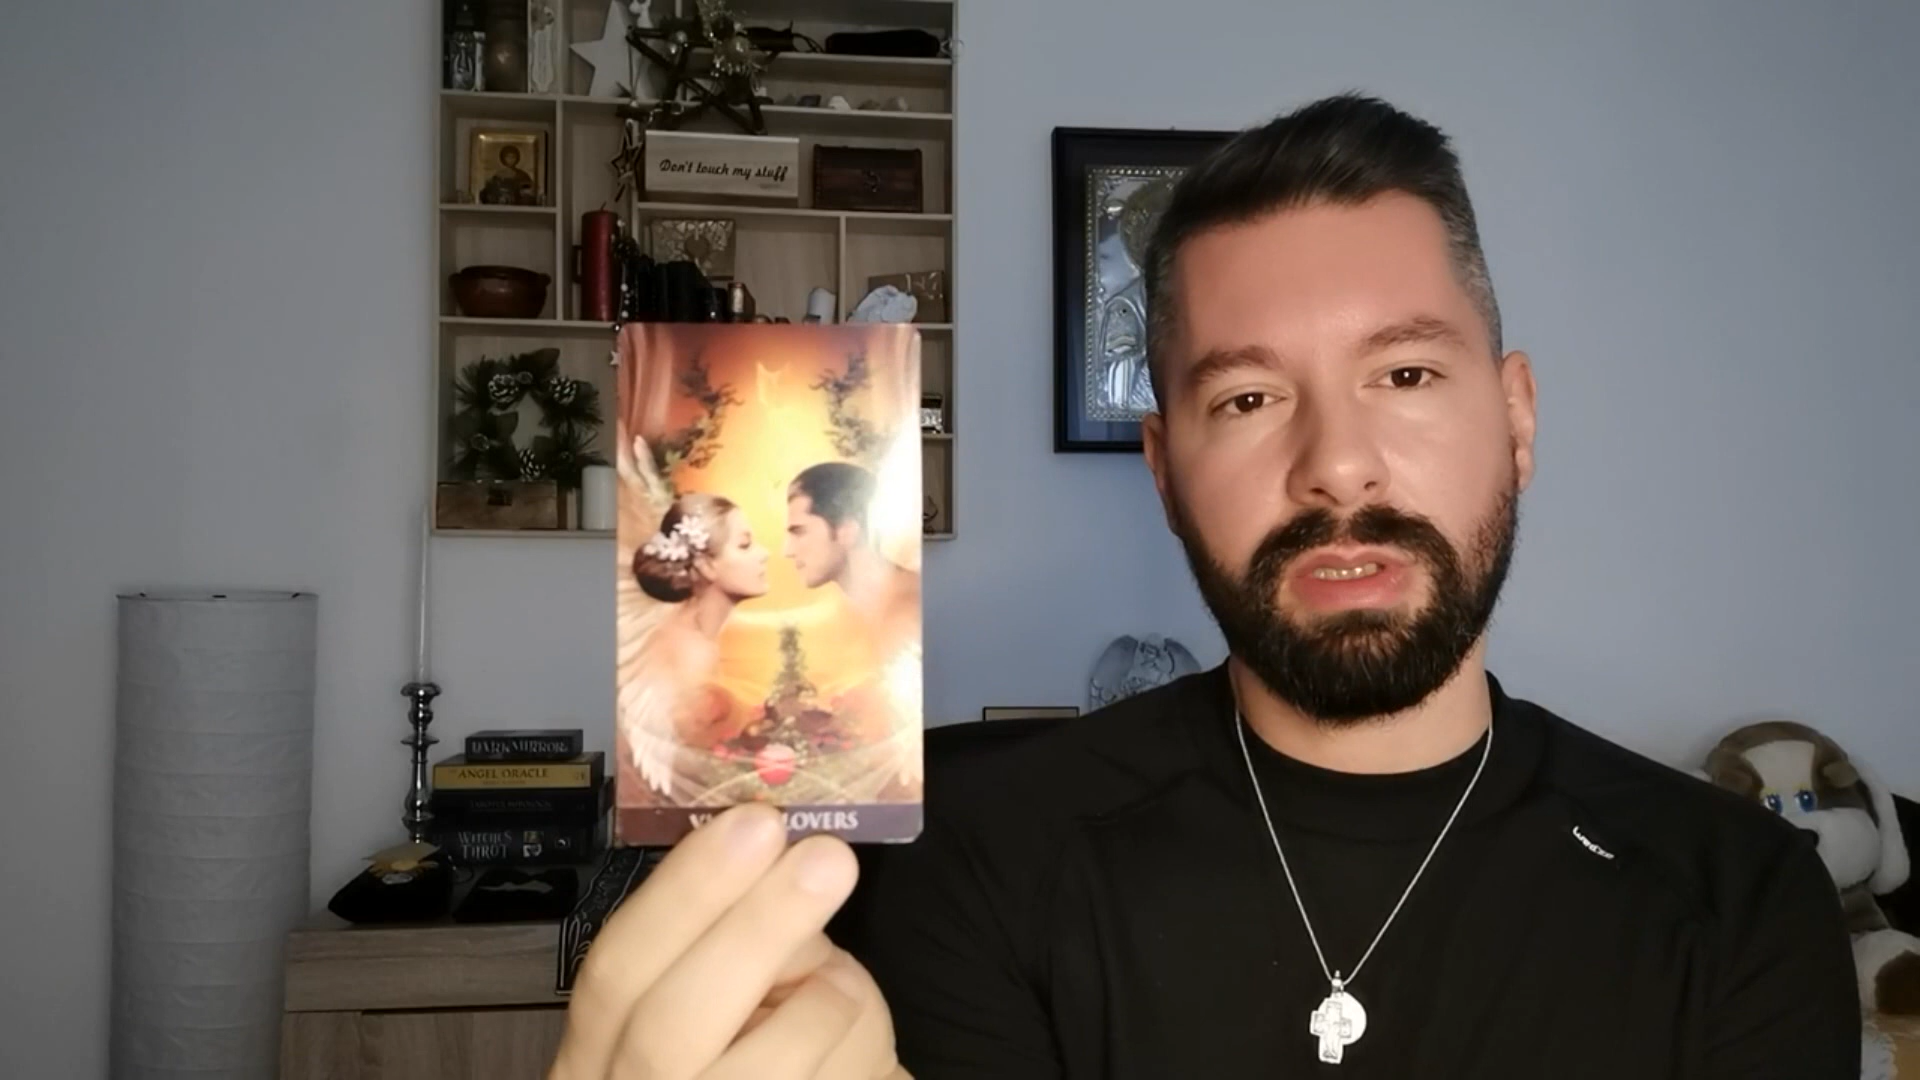 Don't touch my stuff
LOVERS
DARK MIRROR
ANGEL ORACLE
WITCHES
TAROT